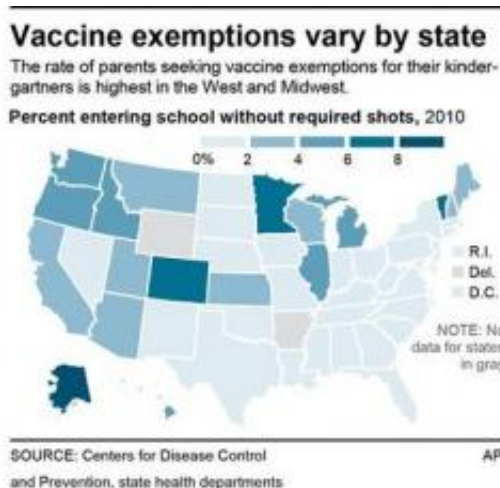 Vaccine exemptions vary by state
The rate of parents seeking vaccine exemptions for their kinder-
gartners is highest in the West and Midwest.
Percent entering school without required shots, 2010
0% 2 4 6 8
R.I.
Del.
D.C.
NOTE: No
data for states
in gray
SOURCE: Centers for Disease Control
AP
and Prevention, state health departments